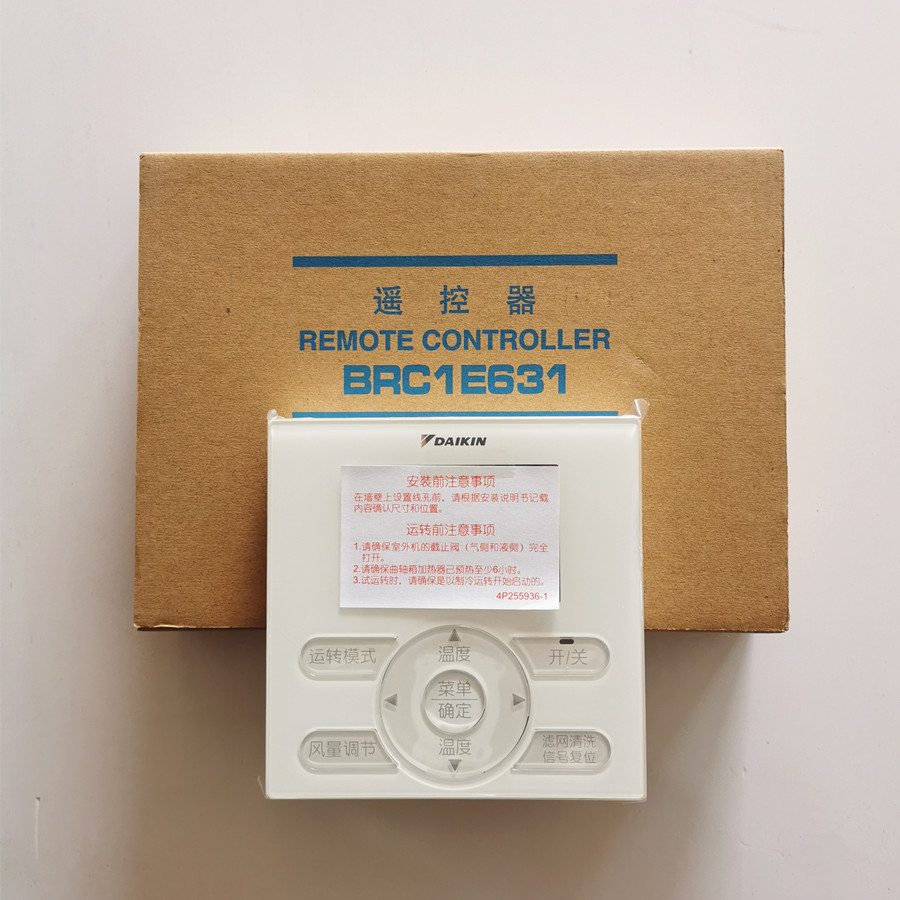 遥控器
REMOTE CONTROLLER
BRC1E631
DAIKIN
安装前注意事项
在墙壁上设置线孔前，请根据安装说明书记载
内容确认尺寸和位置。
运转前注意事项
1.请确保室外机的截止阀（气侧和液侧）完全
打开。
2.请确保曲轴箱加热器已预热至少6小时。
3.试运转时，请确保是以制冷运转开始启动的。
4P255936-1
运转模式
温度
开/关
菜单
确定
风量调节
温度
滤网清洗
信号复位